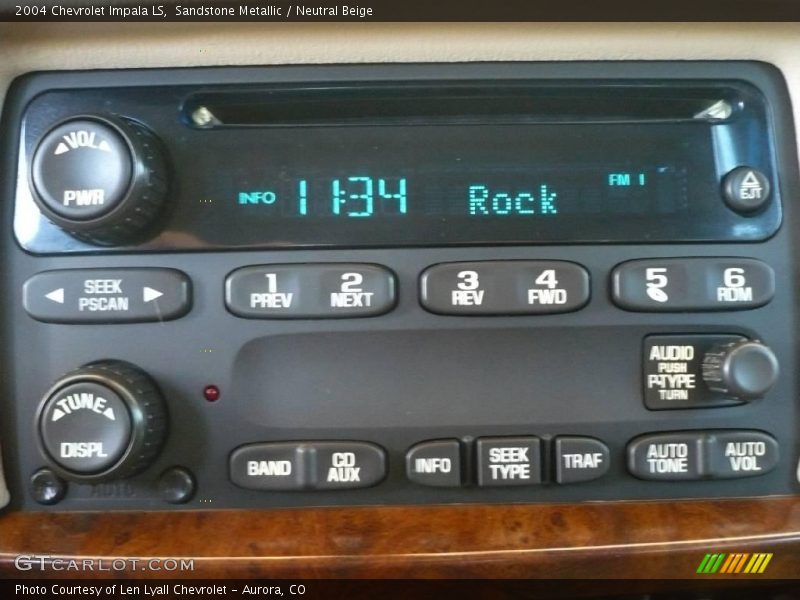 2004 Chevrolet Impala LS, Sandstone Metallic / Neutral Beige
VOL
PWR
INFO 11:34 Rock FM 1
EJT
SEEK
PSCAN
1
PREV
2
NEXT
3
REV
4
FWD
5
6
RDM
AUDIO
PUSH
P-TYPE
TURN
TUNE
DISPL
BAND
CD
AUX
INFO
SEEK
TYPE
TRAF
AUTO
TONE
AUTO
VOL
AUTO
GTCARLOT.COM
Photo Courtesy of Len Lyall Chevrolet - Aurora, CO